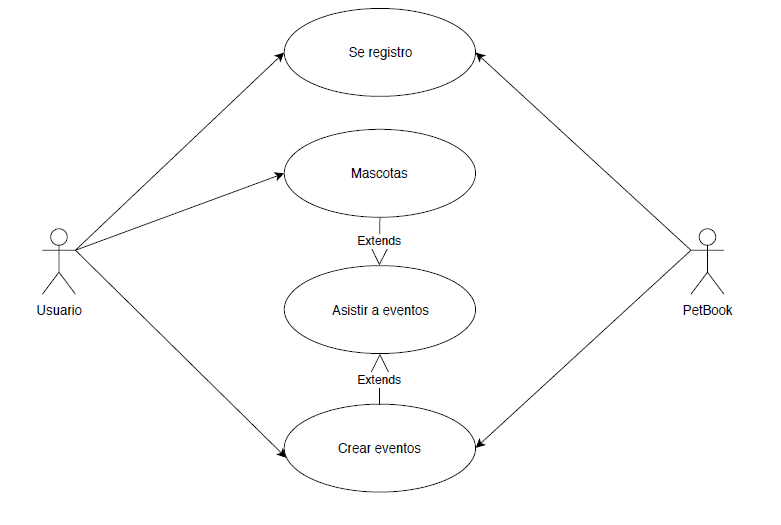 Se registro
Mascotas
Extends
Usuario
Asistir a eventos
PetBook
Extends
Crear eventos